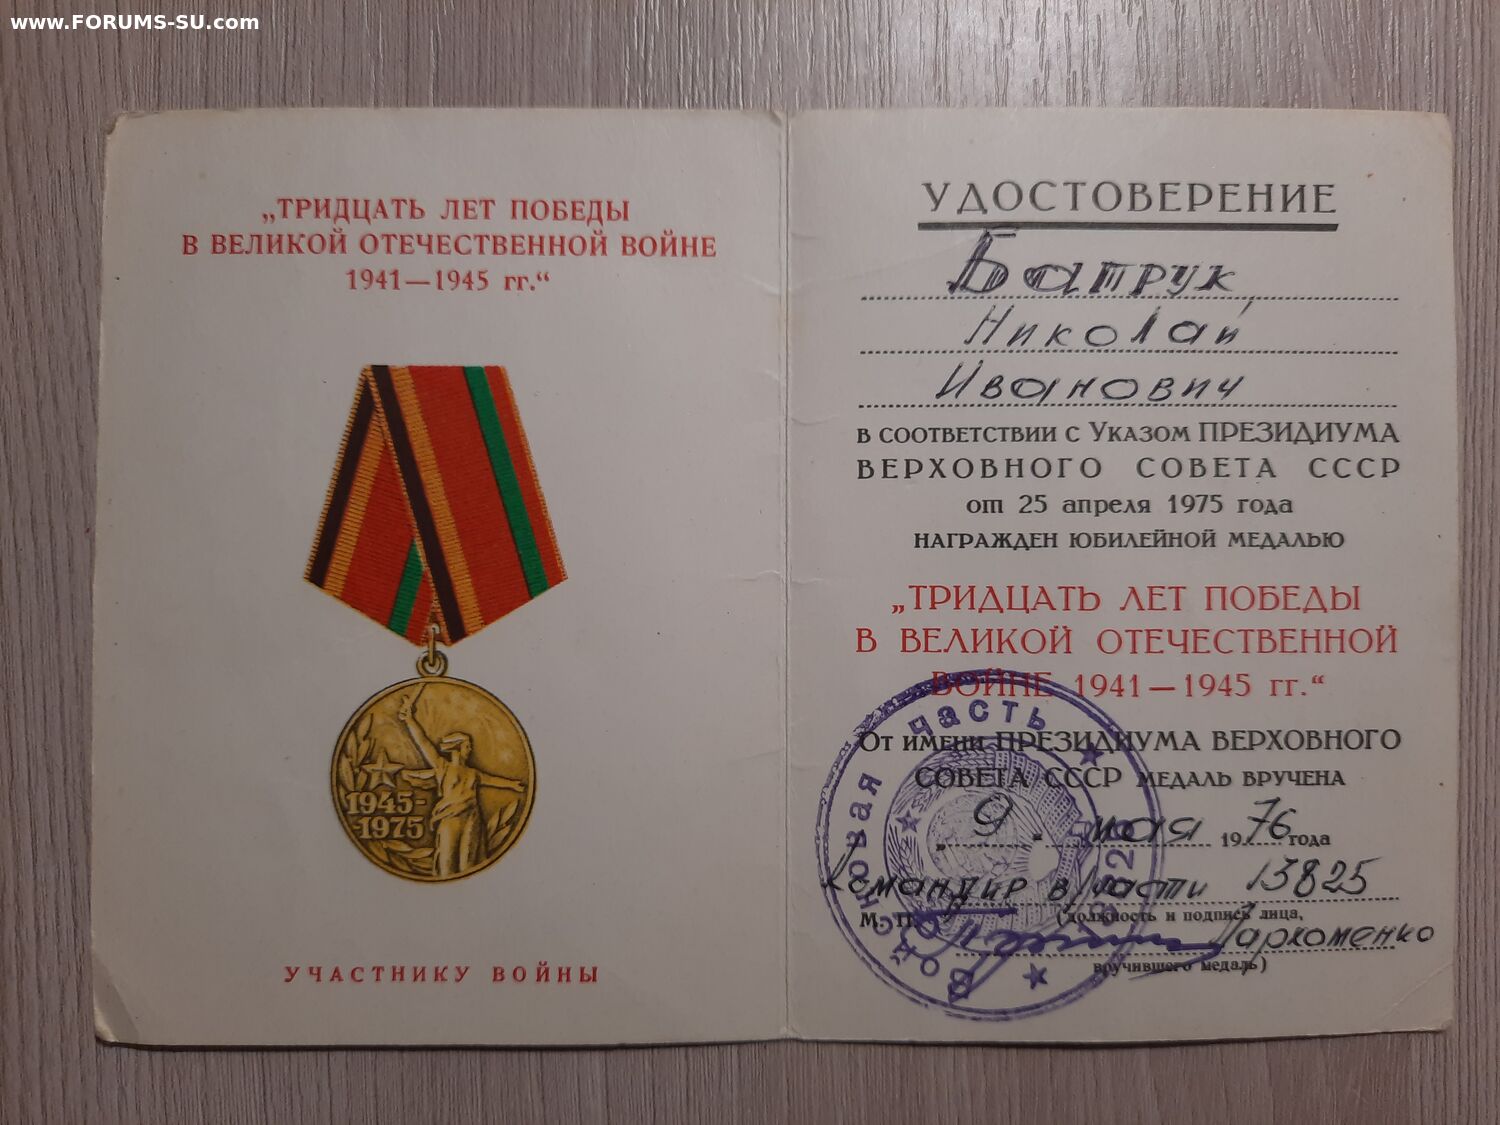 www.FORUMS-SU.com
„ТРИДЦАТЬ ЛЕТ ПОБЕДЫ
В ВЕЛИКОЙ ОТЕЧЕСТВЕННОЙ ВОЙНЕ
1941—1945 гг.“
1945-
-1975
УЧАСТНИКУ ВОЙНЫ
УДОСТОВЕРЕНИЕ
Батрук
Николай
Иванович
В СООТВЕТСТВИИ С УКАЗОМ ПРЕЗИДИУМА
ВЕРХОВНОГО СОВЕТА СССР
от 25 апреля 1975 года
НАГРАЖДЕН ЮБИЛЕЙНОЙ МЕДАЛЬЮ
„ТРИДЦАТЬ ЛЕТ ПОБЕДЫ
В ВЕЛИКОЙ ОТЕЧЕСТВЕННОЙ
ВОЙНЕ 1941—1945 гг.“
ОТ ИМЕНИ ПРЕЗИДИУМА ВЕРХОВНОГО
СОВЕТА СССР МЕДАЛЬ ВРУЧЕНА
„ 9 - мая 1976 года
Командир в/части 13825
М. П. (должность и подпись лица,
Пархоменко
вручившего медаль)
Войсковая часть